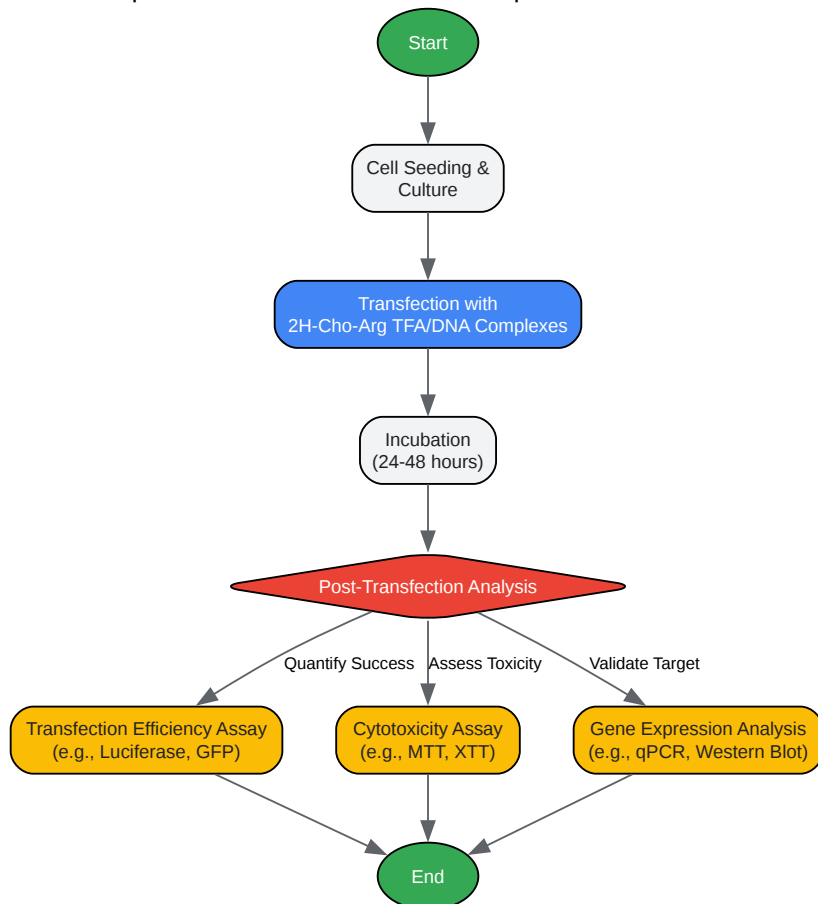 Start
Cell Seeding &
Culture
Transfection with
2H-Cho-Arg TFA/DNA Complexes
Incubation
(24-48 hours)
Post-Transfection Analysis
Quantify Success
Assess Toxicity
Validate Target
Transfection Efficiency Assay
(e.g., Luciferase, GFP)
Cytotoxicity Assay
(e.g., MTT, XTT)
Gene Expression Analysis
(e.g., qPCR, Western Blot)
End